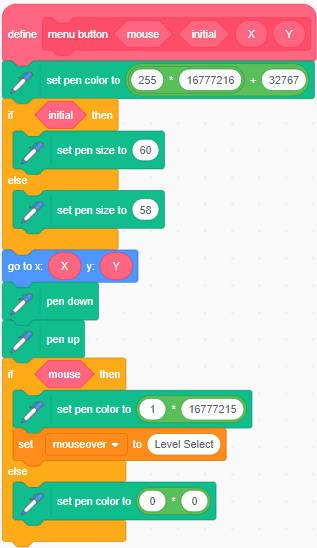 define menu button mouse initial X Y
set pen color to 255 * 16777216 + 32767
if initial then
set pen size to 60
else
set pen size to 58
go to x: X y: Y
pen down
pen up
if mouse then
set pen color to 1 * 16777215
set mouseover to Level Select
else
set pen color to 0 * 0